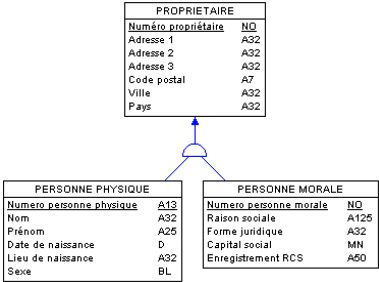 PROPRIETAIRE
Numéro propriétaire NO
Adresse 1 A32
Adresse 2 A32
Adresse 3 A32
Code postal A7
Ville A32
Pays A32
PERSONNE PHYSIQUE
Numero personne physique A13
Nom A32
Prénom A25
Date de naissance D
Lieu de naissance A32
Sexe BL
PERSONNE MORALE
Numero personne morale NO
Raison sociale A125
Forme juridique A32
Capital social MN
Enregistrement RCS A50